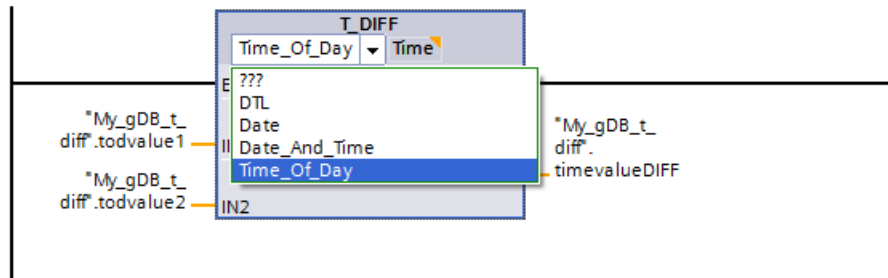 T_DIFF
Time_Of_Day Time
E
???
DTL
Date
Date_And_Time
Time_Of_Day
"My_gDB_t_
diff".todvalue1
"My_gDB_t_
diff".todvalue2
IN2
"My_gDB_t_
diff".
timevalueDIFF